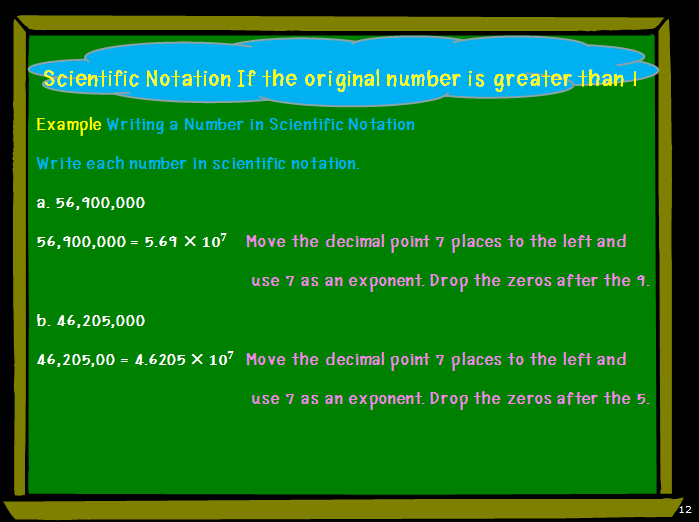 Scientific Notation If the original number is greater than 1
Example Writing a Number in Scientific Notation
Write each number in scientific notation.
a. 56,900,000
56,900,000 = 5.69 × 10⁷ Move the decimal point 7 places to the left and
use 7 as an exponent. Drop the zeros after the 9.
b. 46,205,000
46,205,00 = 4.6205 × 10⁷ Move the decimal point 7 places to the left and
use 7 as an exponent. Drop the zeros after the 5.
12